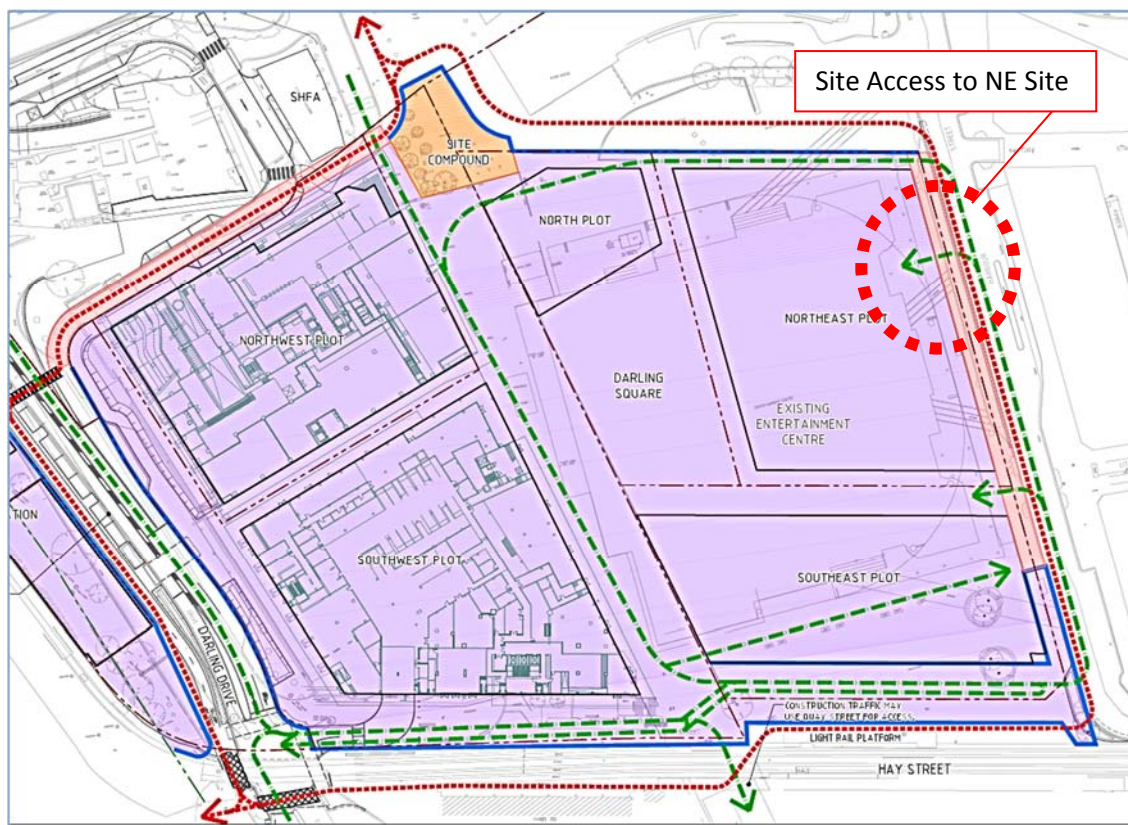 Site Access to NE Site
SHFA
SITE
COMPOUND
NORTH PLOT
NORTHWEST PLOT
NORTHEAST PLOT
DARLING
SQUARE
EXISTING
ENTERTAINMENT
CENTRE
SOUTHWEST PLOT
SOUTHEAST PLOT
DARLING DRIVE
CONSTRUCTION TRAFFIC MAY
USE QUAY STREET FOR ACCESS
LIGHT RAIL PLATFORM
HAY STREET